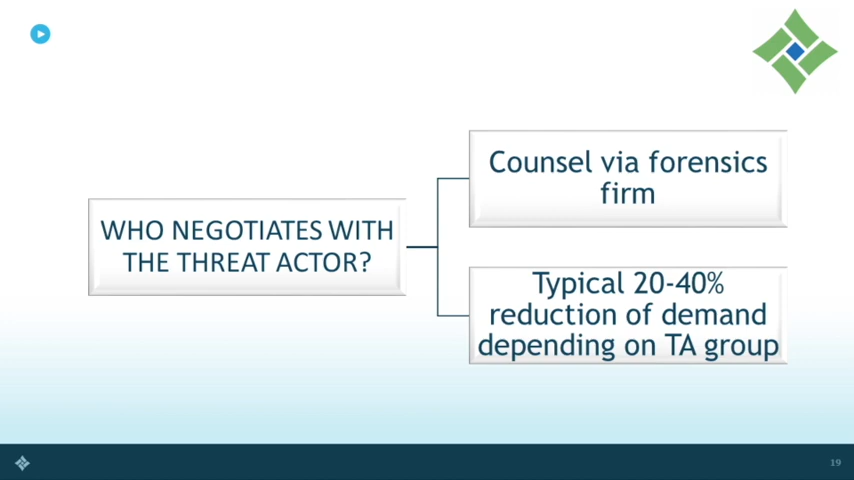 WHO NEGOTIATES WITH
THE THREAT ACTOR?
Counsel via forensics
firm
Typical 20-40%
reduction of demand
depending on TA group
19